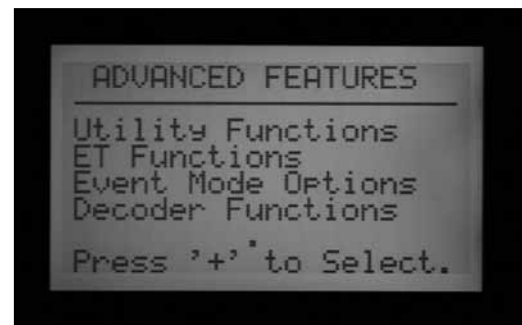 ADVANCED FEATURES
Utility Functions
ET Functions
Event Mode Options
Decoder Functions
Press '+' to Select.